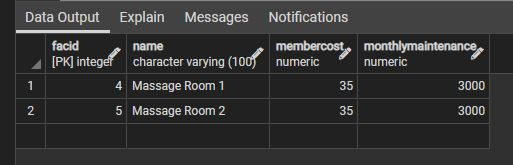 Data Output Explain Messages Notifications
facid name membercost monthlymaintenance
[PK] integer character varying (100) numeric numeric
1 4 Massage Room 1 35 3000
2 5 Massage Room 2 35 3000